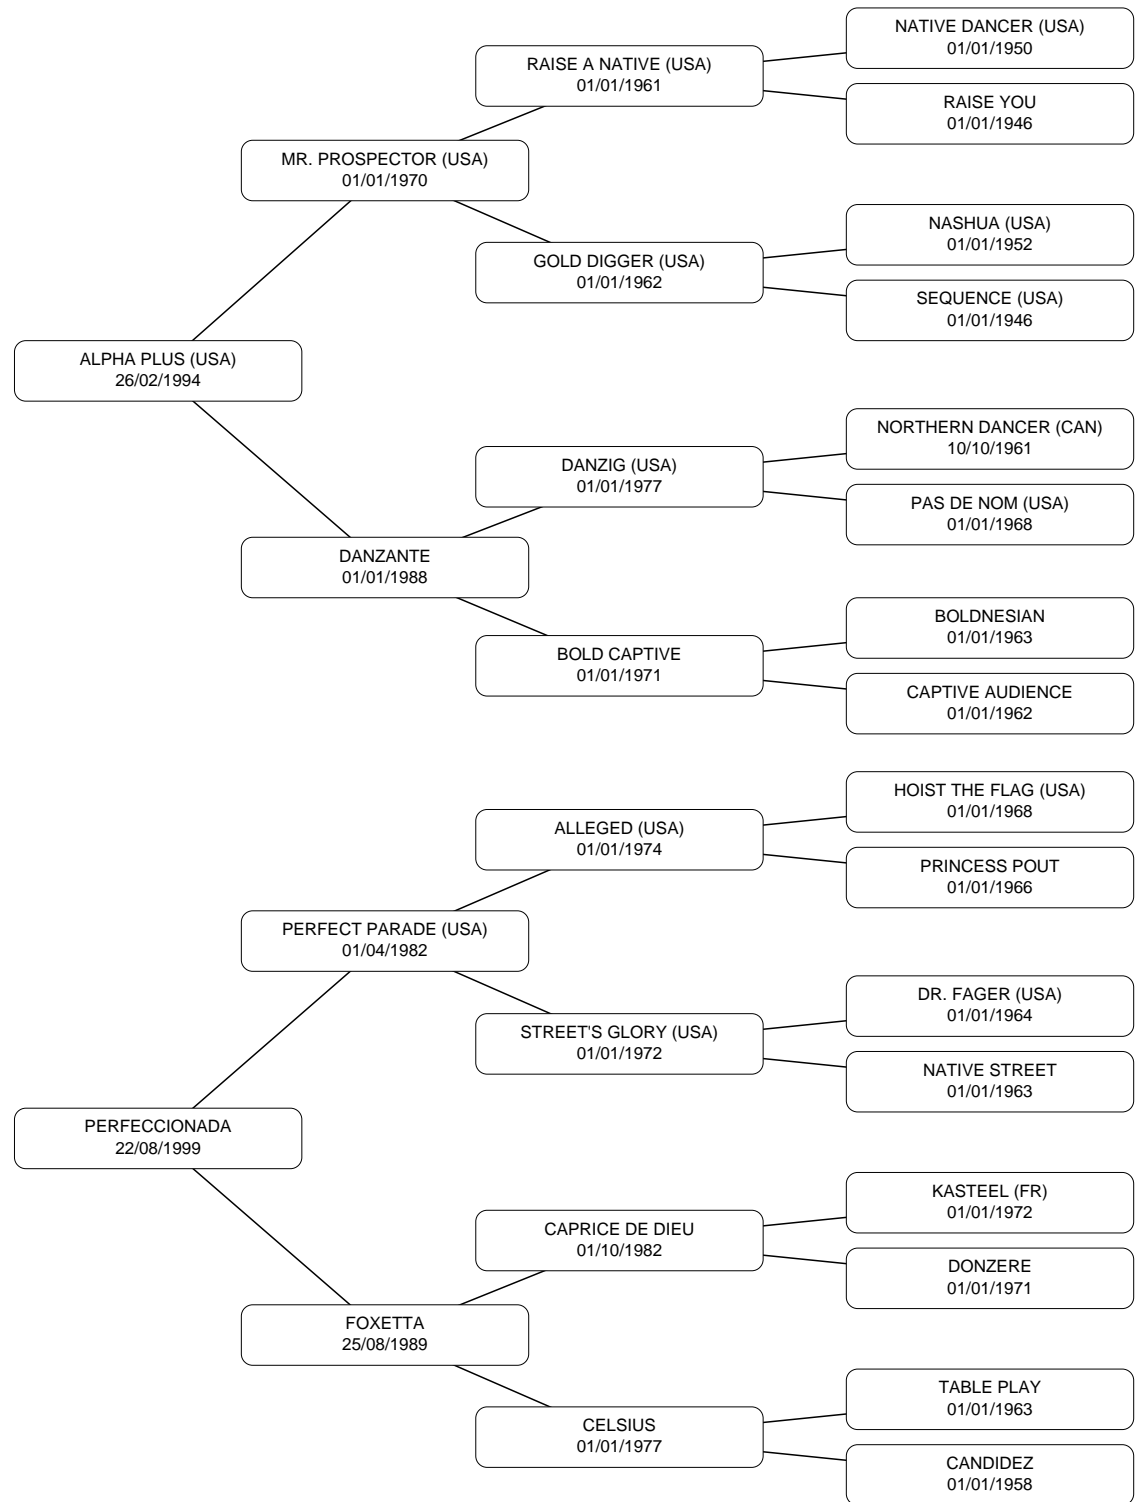 NATIVE DANCER (USA)
01/01/1950
RAISE A NATIVE (USA)
01/01/1961
RAISE YOU
01/01/1946
MR. PROSPECTOR (USA)
01/01/1970
NASHUA (USA)
01/01/1952
GOLD DIGGER (USA)
01/01/1962
SEQUENCE (USA)
01/01/1946
ALPHA PLUS (USA)
26/02/1994
NORTHERN DANCER (CAN)
10/10/1961
DANZIG (USA)
01/01/1977
PAS DE NOM (USA)
01/01/1968
DANZANTE
01/01/1988
BOLDNESIAN
01/01/1963
BOLD CAPTIVE
01/01/1971
CAPTIVE AUDIENCE
01/01/1962
HOIST THE FLAG (USA)
01/01/1968
ALLEGED (USA)
01/01/1974
PRINCESS POUT
01/01/1966
PERFECT PARADE (USA)
01/04/1982
DR. FAGER (USA)
01/01/1964
STREET'S GLORY (USA)
01/01/1972
NATIVE STREET
01/01/1963
PERFECCIONADA
22/08/1999
KASTEEL (FR)
01/01/1972
CAPRICE DE DIEU
01/10/1982
DONZERE
01/01/1971
FOXETTA
25/08/1989
TABLE PLAY
01/01/1963
CELSIUS
01/01/1977
CANDIDEZ
01/01/1958